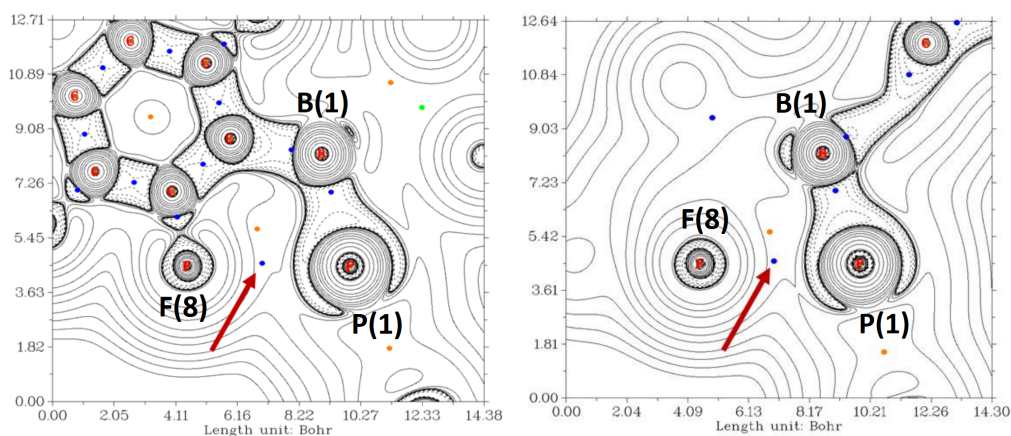 12.71
10.89
9.08
7.26
5.45
3.63
1.82
0.00
0.00 2.05 4.11 6.16 8.22 10.27 12.33 14.38
Length unit: Bohr
B(1)
F(8)
P(1)
P
12.64
10.84
9.03
7.23
5.42
3.61
1.81
0.00
0.00 2.04 4.09 6.13 8.17 10.21 12.26 14.30
Length unit: Bohr
B(1)
F(8)
P(1)